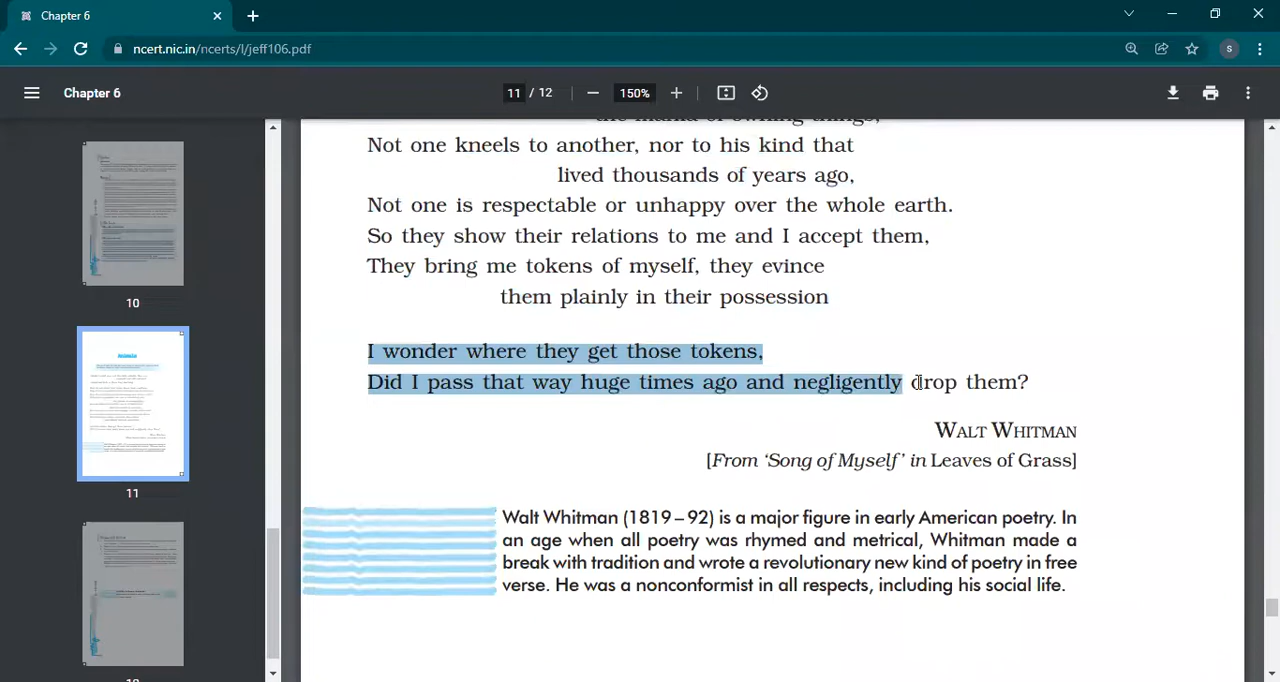 Chapter 6
ncert.nic.in/ncerts/l/jeff106.pdf
S
Chapter 6
11 / 12
150%
the mania of owning things,
Not one kneels to another, nor to his kind that
lived thousands of years ago,
Not one is respectable or unhappy over the whole earth.
So they show their relations to me and I accept them,
They bring me tokens of myself, they evince
them plainly in their possession
I wonder where they get those tokens,
Did I pass that way huge times ago and negligently drop them?
WALT WHITMAN
[From ‘Song of Myself’ in Leaves of Grass]
Walt Whitman (1819–92) is a major figure in early American poetry. In
an age when all poetry was rhymed and metrical, Whitman made a
break with tradition and wrote a revolutionary new kind of poetry in free
verse. He was a nonconformist in all respects, including his social life.
10
11